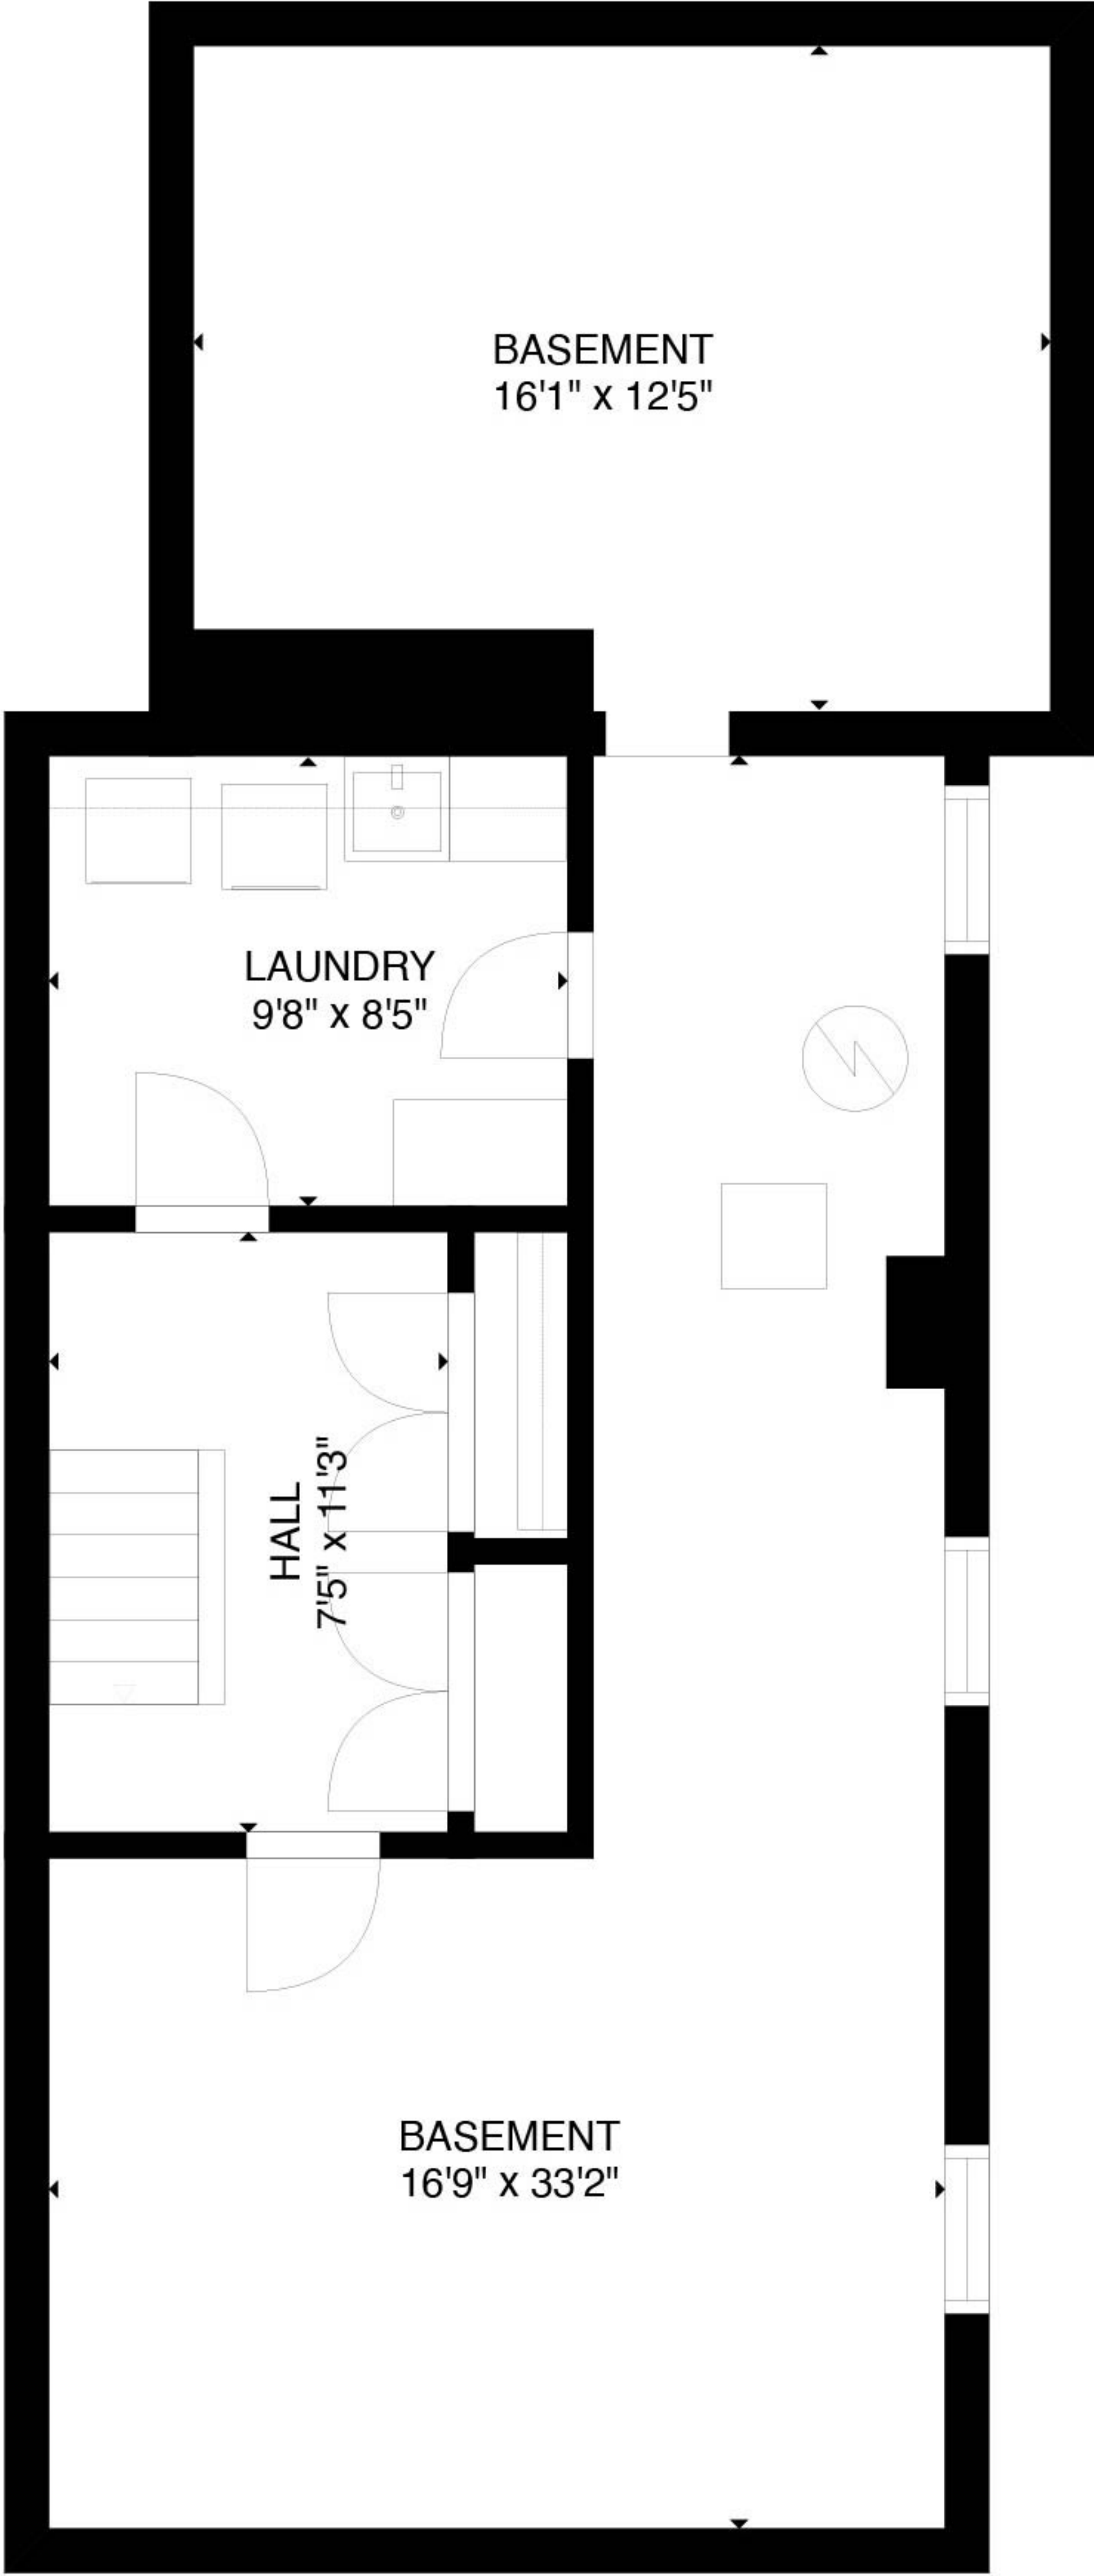 BASEMENT
16'1" x 12'5"
LAUNDRY
9'8" x 8'5"
HALL
7'5" x 11'3"
BASEMENT
16'9" x 33'2"